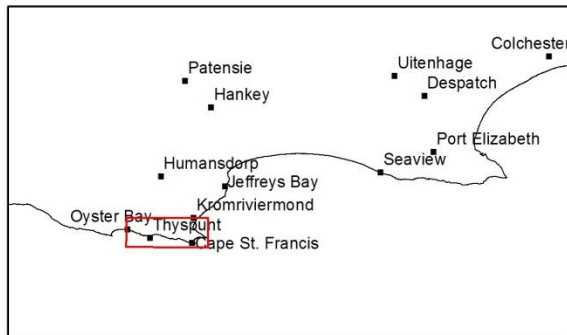 Colchester
Patensie
Uitenhage
Despatch
Hankey
Port Elizabeth
Humansdorp
Seaview
Jeffreys Bay
Kromriviermond
Oyster Bay
Thyspunt
Cape St. Francis